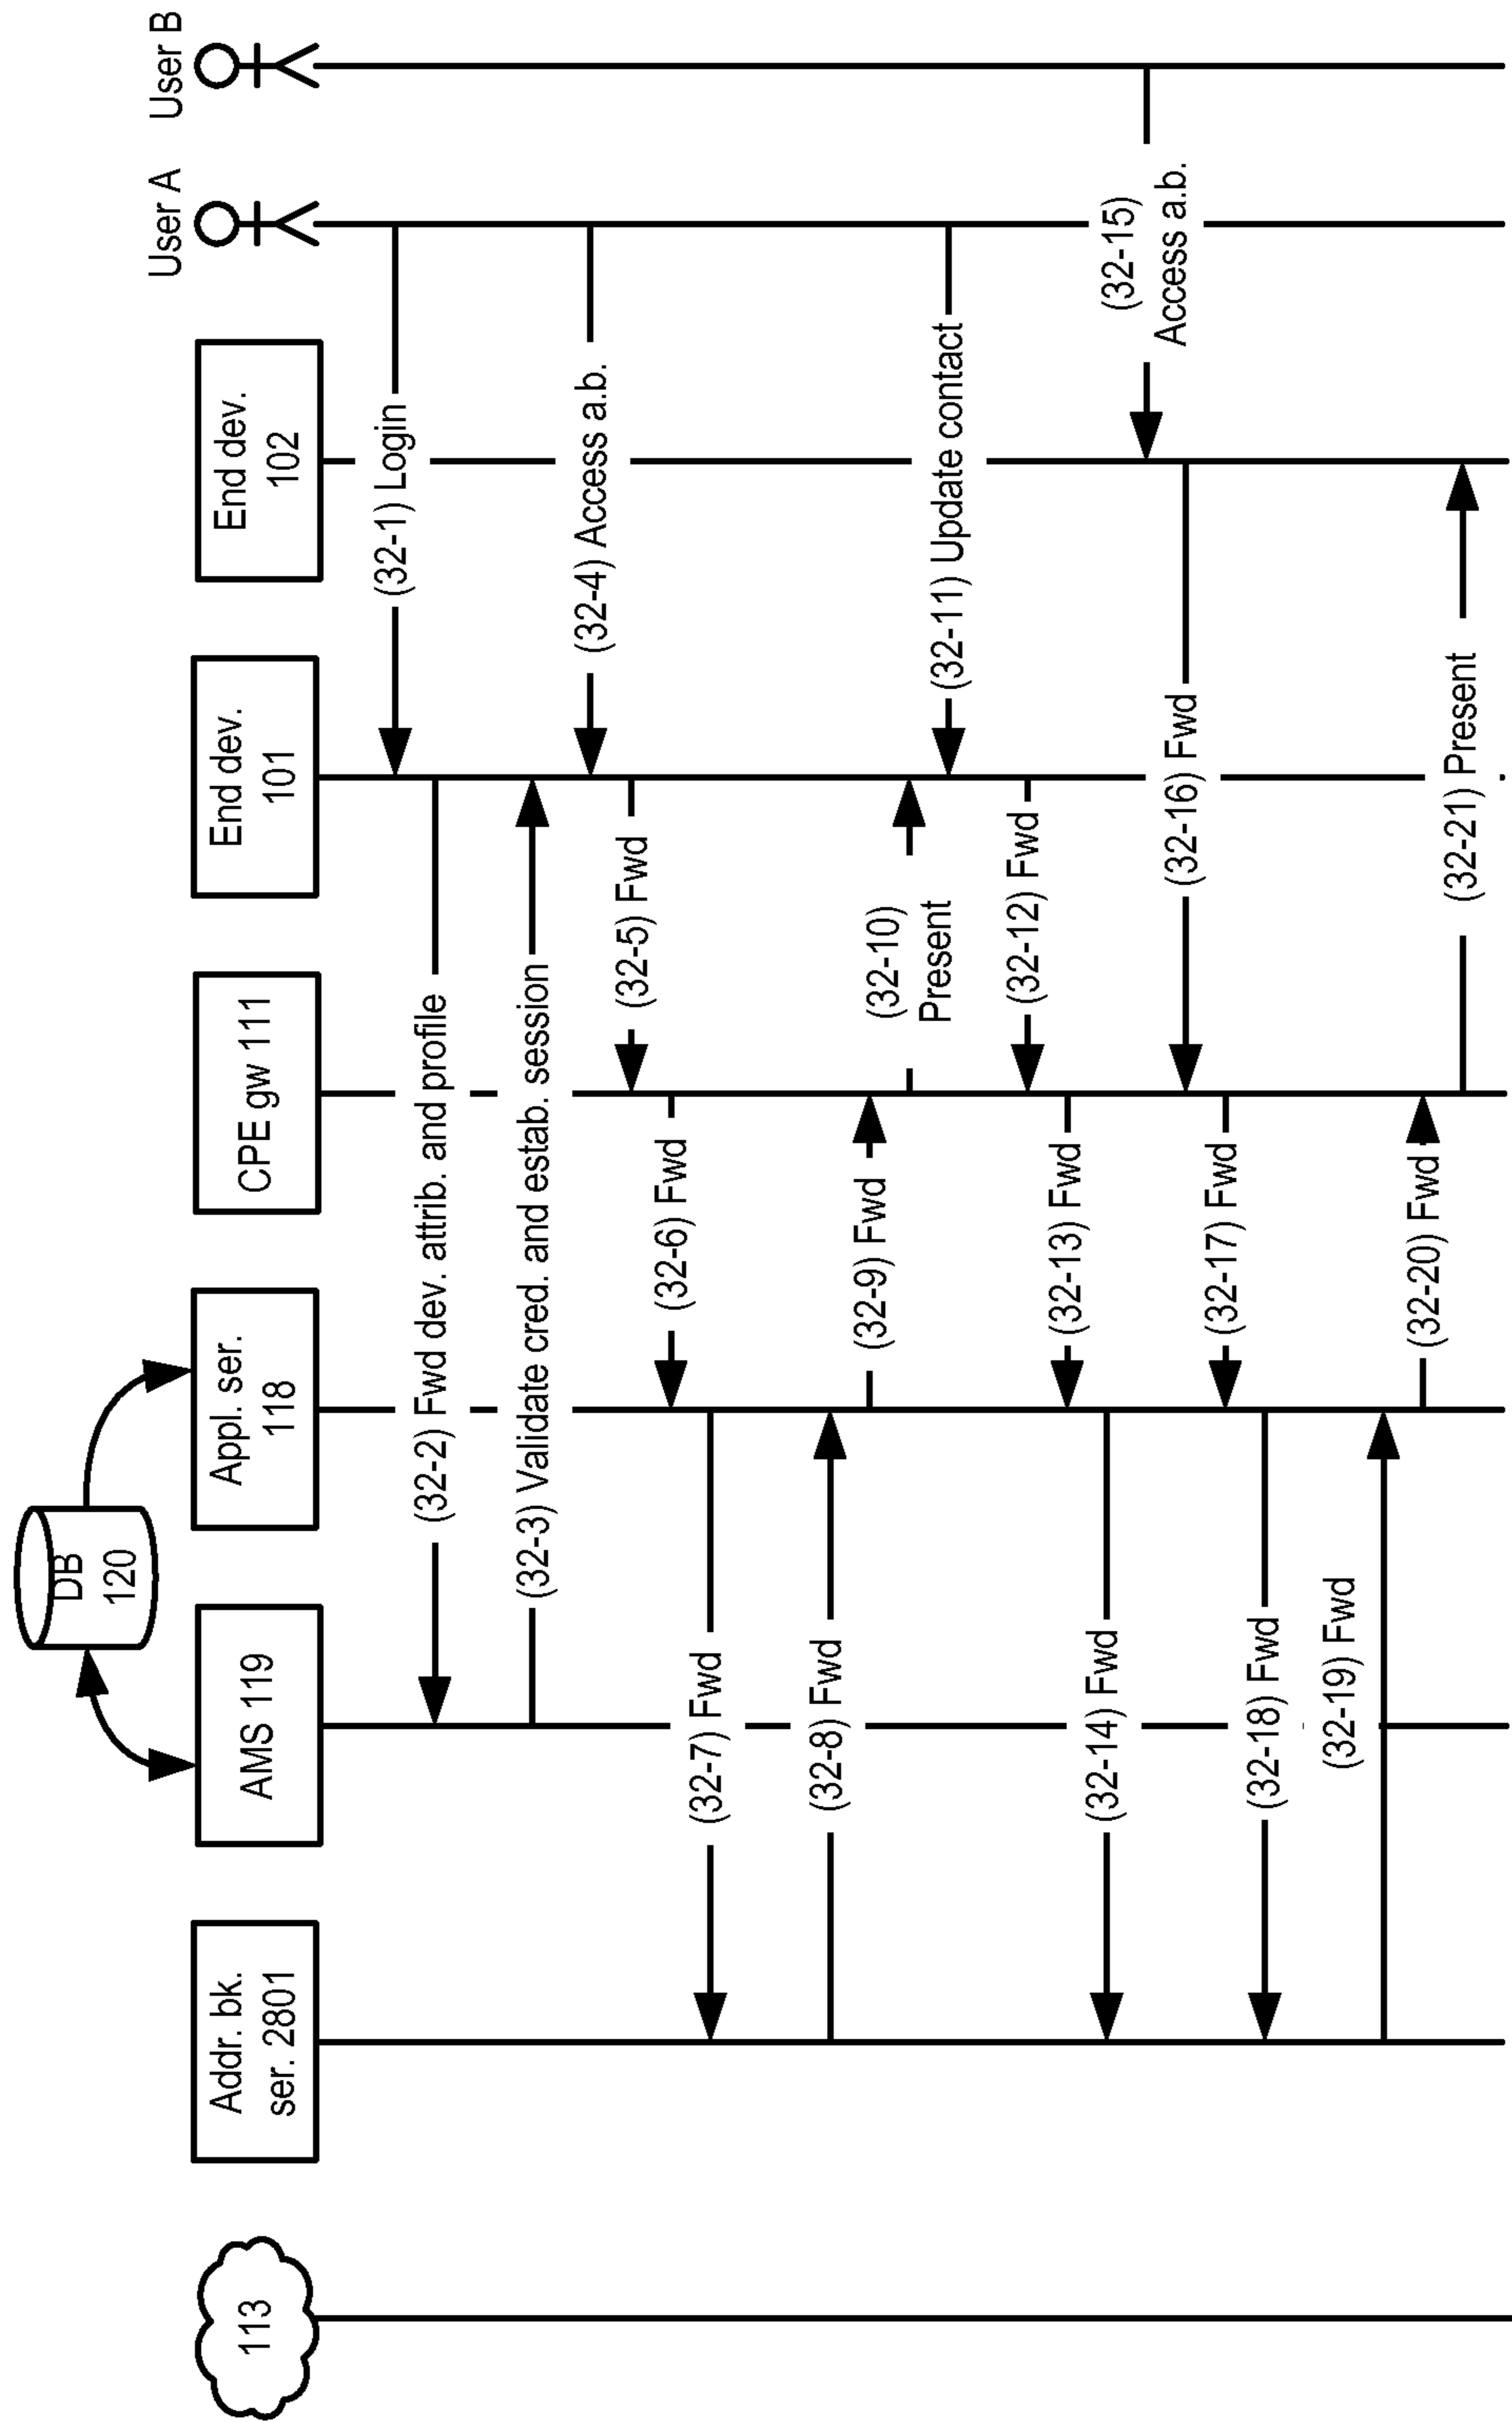 113
Addr. bk.
ser. 2801
AMS 119
DB
120
Appl. ser.
118
CPE gw 111
End dev.
101
End dev.
102
User A
User B
(32-1) Login
(32-2) Fwd dev. attrib. and profile
(32-3) Validate cred. and estab. session
(32-4) Access a.b.
(32-5) Fwd
(32-6) Fwd
(32-7) Fwd
(32-8) Fwd
(32-9) Fwd
(32-10)
Present
(32-11) Update contact
(32-12) Fwd
(32-13) Fwd
(32-14) Fwd
(32-15)
Access a.b.
(32-16) Fwd
(32-17) Fwd
(32-18) Fwd
(32-19) Fwd
(32-20) Fwd
(32-21) Present